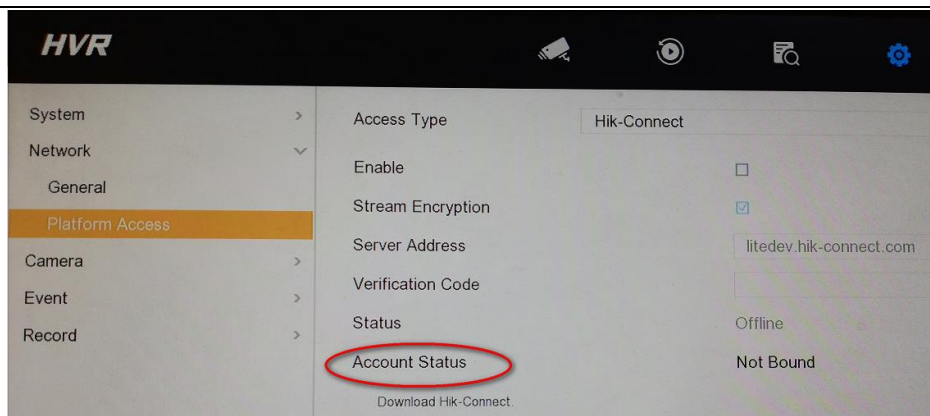 HVR
System
Network
General
Platform Access
Camera
Event
Record
Access Type Hik-Connect
Enable
Stream Encryption
Server Address litedev.hik-connect.com
Verification Code
Status Offline
Account Status Not Bound
Download Hik-Connect.